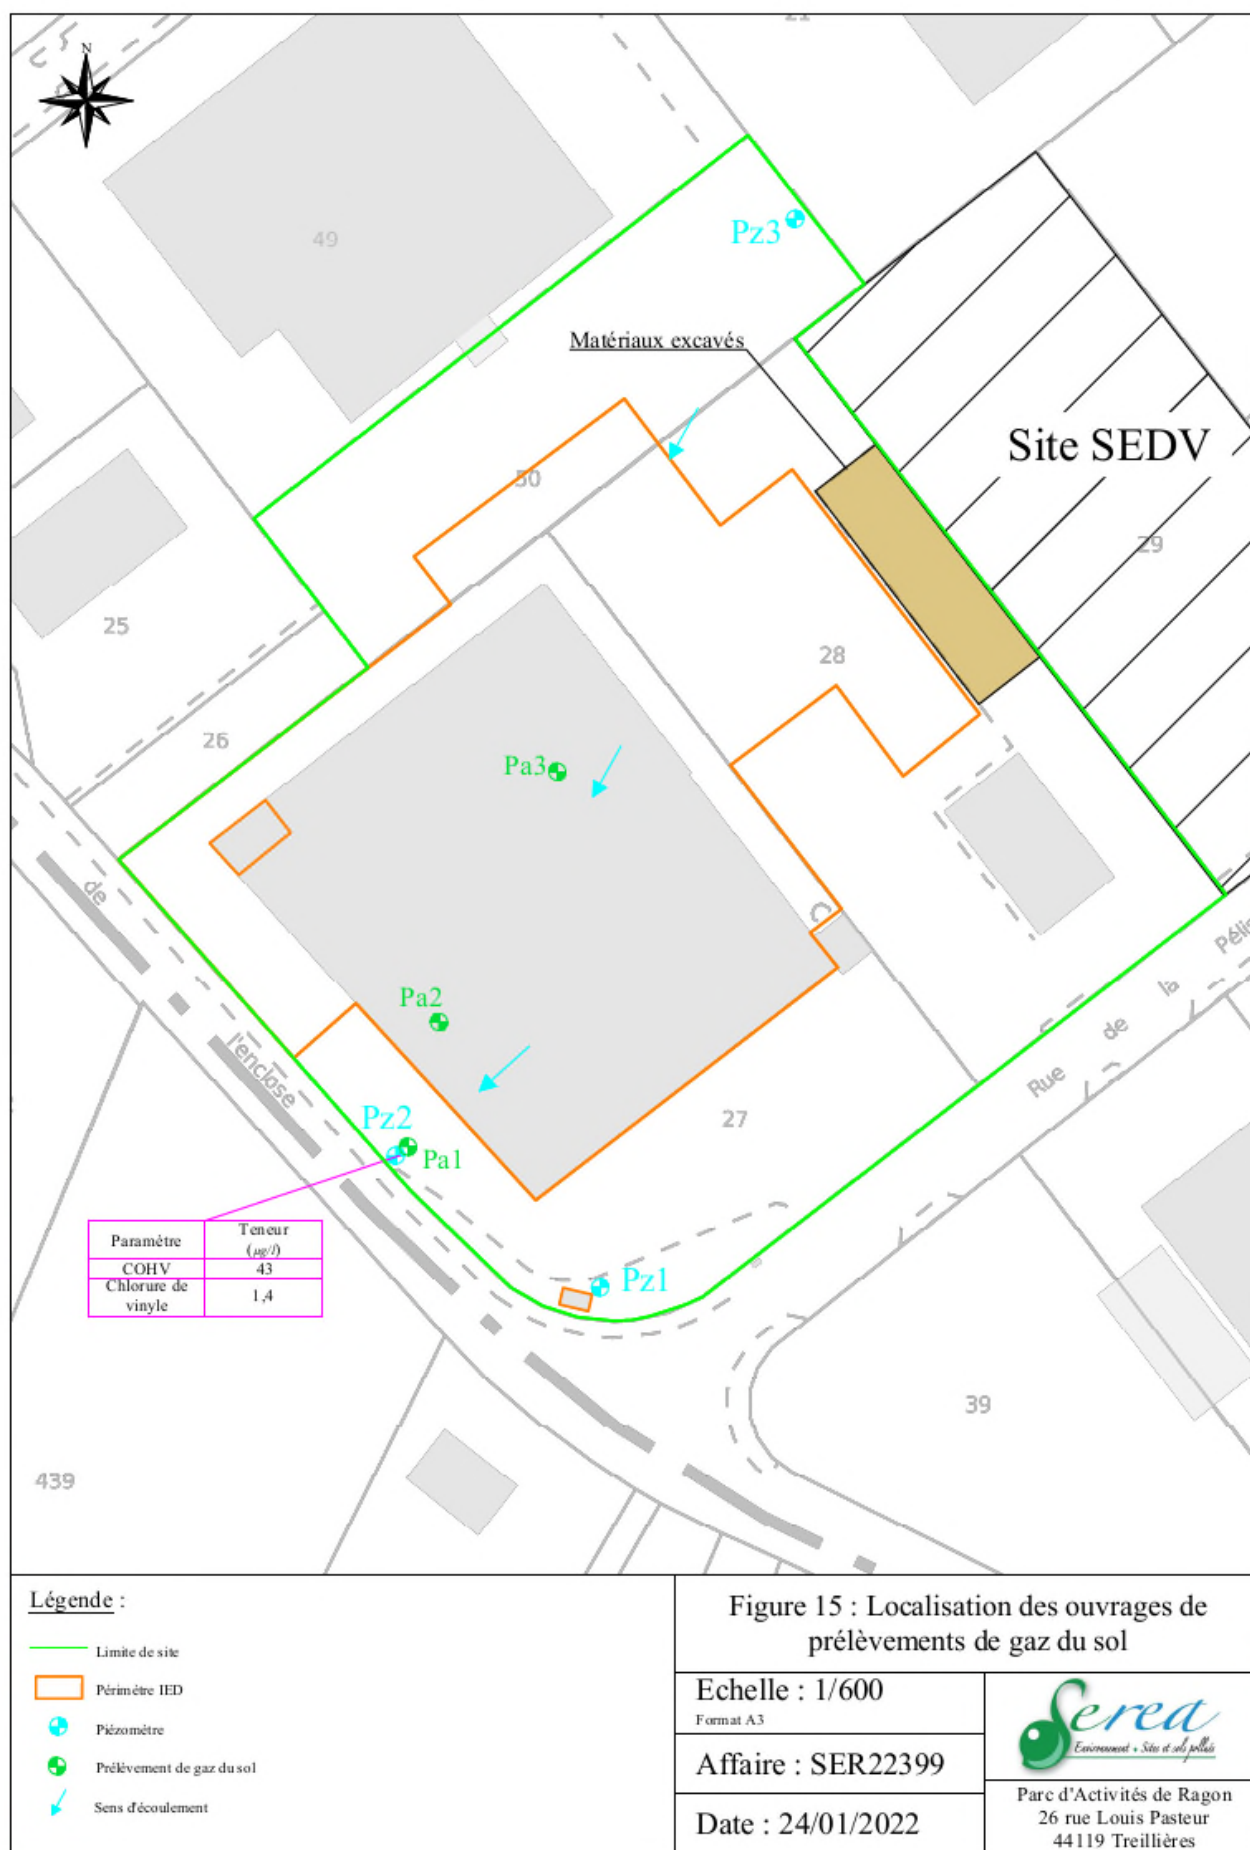 N
49
Pz3
Matériaux excavés
Site SEDV
50
29
25
28
26
Pa3
de
C
Pa2
l'enclose
Rue de la
Pz2
Pa1
27
Paramètre
Teneur
(µg/l)
COHV
43
Chlorure de
vinyle
1,4
Pz1
39
439
Légende :
Limite de site
Périmètre IED
Piézomètre
Prélèvement de gaz du sol
Sens d'écoulement
Figure 15 : Localisation des ouvrages de
prélèvements de gaz du sol
Echelle : 1/600
Format A3
Affaire : SER22399
Date : 24/01/2022
Serea
Environnement • Sites et sols pollués
Parc d'Activités de Ragon
26 rue Louis Pasteur
44119 Treillières